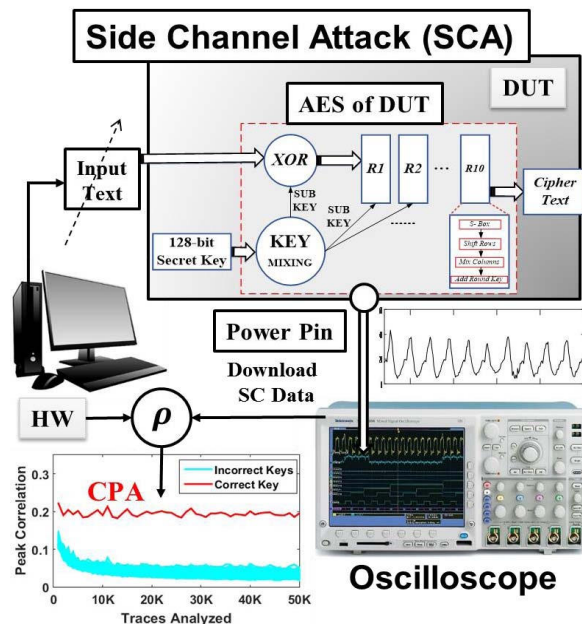 Side Channel Attack (SCA)
DUT
AES of DUT
Input
Text
XOR
R1
R2
...
R10
Cipher
Text
SUB
KEY
SUB
KEY
128-bit
Secret Key
KEY
MIXING
S- Box
Shift Rows
Mix Columns
Add Round Key
Power Pin
Download
SC Data
HW
ρ
Tektronix
CPA
Incorrect Keys
Correct Key
Peak Correlation
0.3
0.2
0.1
0
0
10K
20K
30K
40K
50K
Traces Analyzed
Oscilloscope